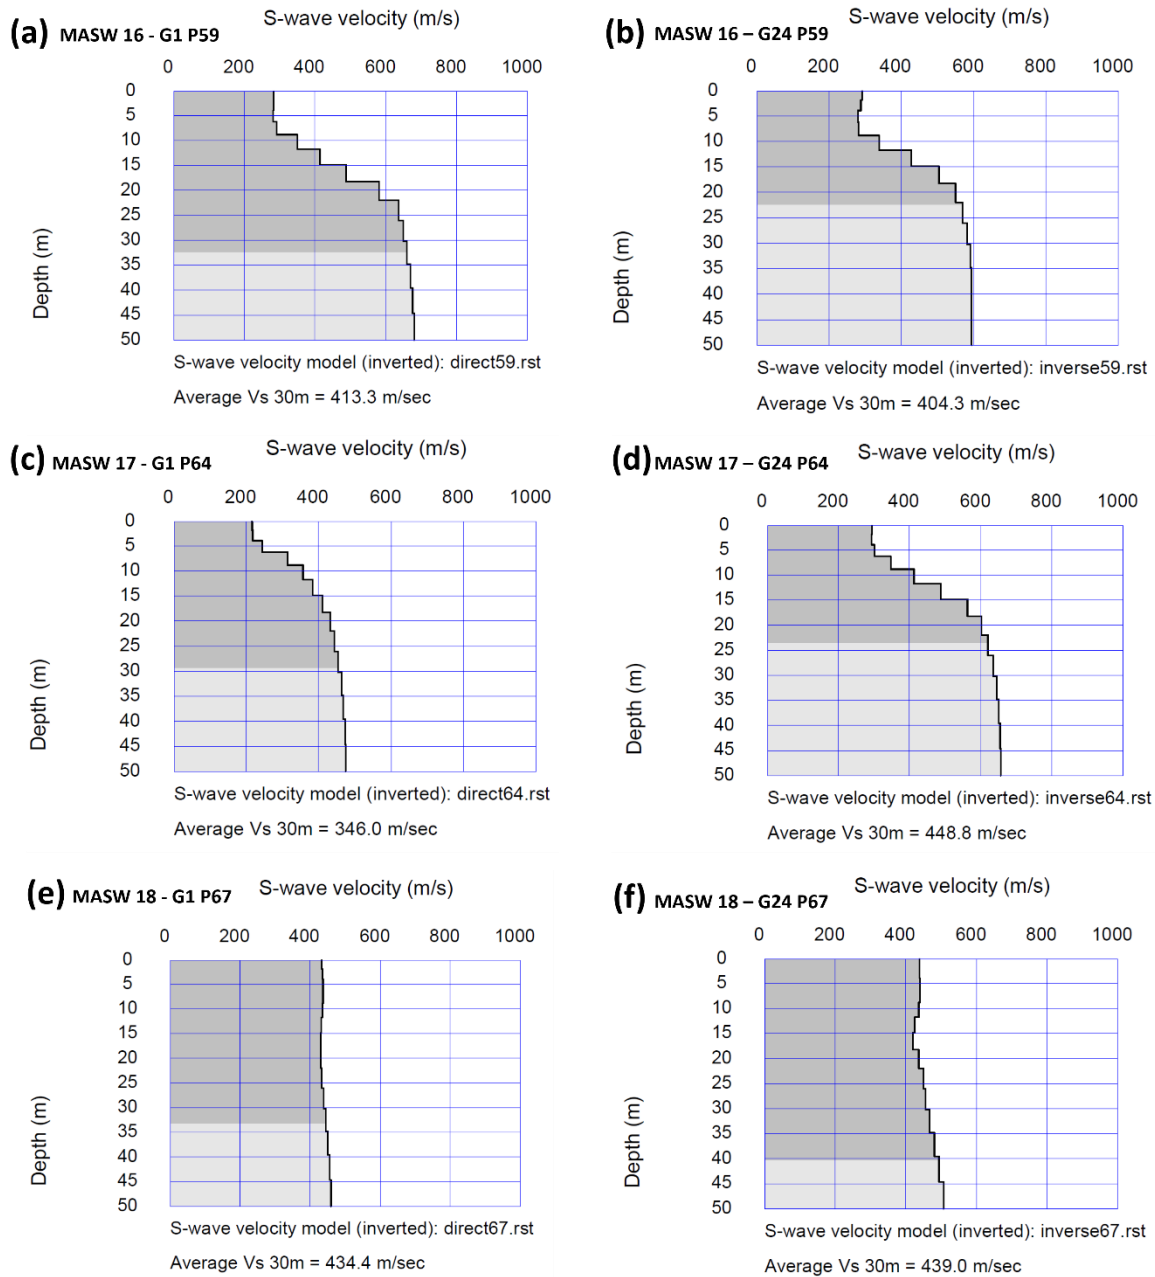 S-wave velocity (m/s)
(a) MASW 16 - G1 P59
0 200 400 600 800 1000
0
5
10
15
20
25
30
35
40
45
50
Depth (m)
S-wave velocity model (inverted): direct59.rst
Average Vs 30m = 413.3 m/sec
S-wave velocity (m/s)
(b) MASW 16 – G24 P59
0 200 400 600 800 1000
0
5
10
15
20
25
30
35
40
45
50
Depth (m)
S-wave velocity model (inverted): inverse59.rst
Average Vs 30m = 404.3 m/sec
S-wave velocity (m/s)
(c) MASW 17 - G1 P64
0 200 400 600 800 1000
0
5
10
15
20
25
30
35
40
45
50
Depth (m)
S-wave velocity model (inverted): direct64.rst
Average Vs 30m = 346.0 m/sec
S-wave velocity (m/s)
(d) MASW 17 – G24 P64
0 200 400 600 800 1000
0
5
10
15
20
25
30
35
40
45
50
Depth (m)
S-wave velocity model (inverted): inverse64.rst
Average Vs 30m = 448.8 m/sec
S-wave velocity (m/s)
(e) MASW 18 - G1 P67
0 200 400 600 800 1000
0
5
10
15
20
25
30
35
40
45
50
Depth (m)
S-wave velocity model (inverted): direct67.rst
Average Vs 30m = 434.4 m/sec
S-wave velocity (m/s)
(f) MASW 18 – G24 P67
0 200 400 600 800 1000
0
5
10
15
20
25
30
35
40
45
50
Depth (m)
S-wave velocity model (inverted): inverse67.rst
Average Vs 30m = 439.0 m/sec